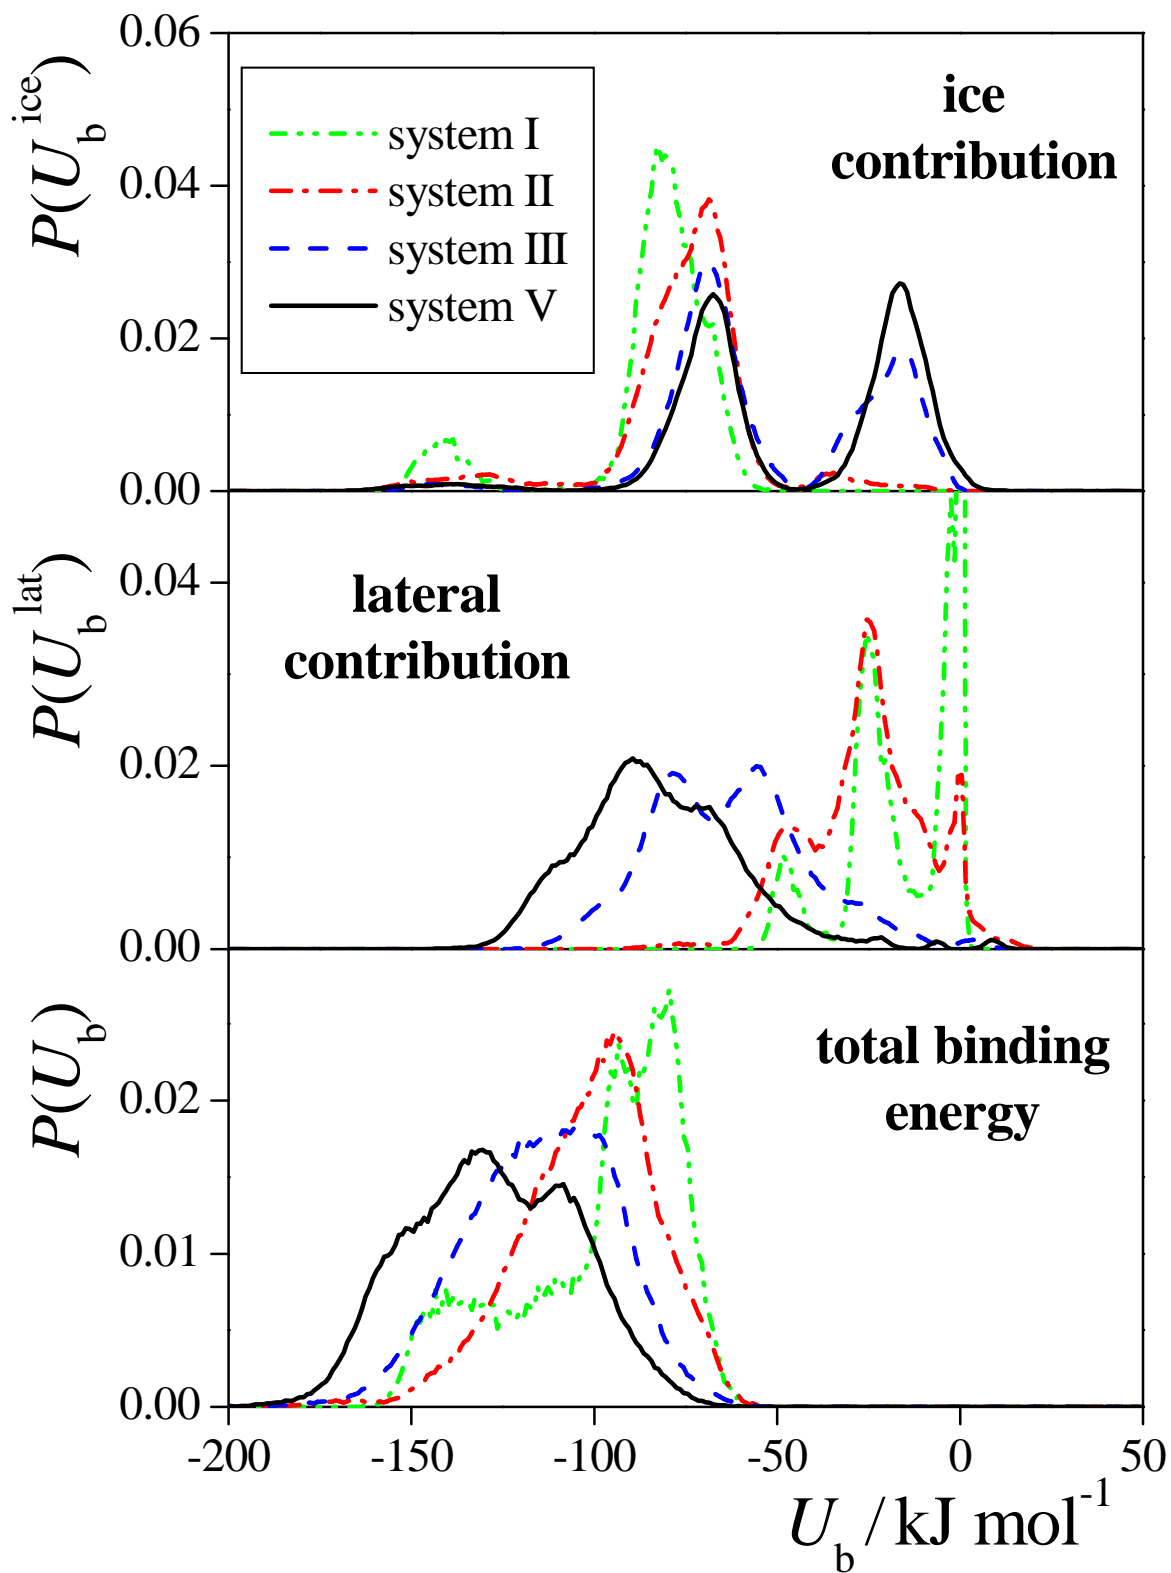 0.06
0.04
0.02
0.00
P(U_b^ice)
system I
system II
system III
system V
ice
contribution
0.04
0.02
0.00
P(U_b^lat)
lateral
contribution
0.02
0.01
0.00
P(U_b)
total binding
energy
-200 -150 -100 -50 0 50
U_b / kJ mol^-1